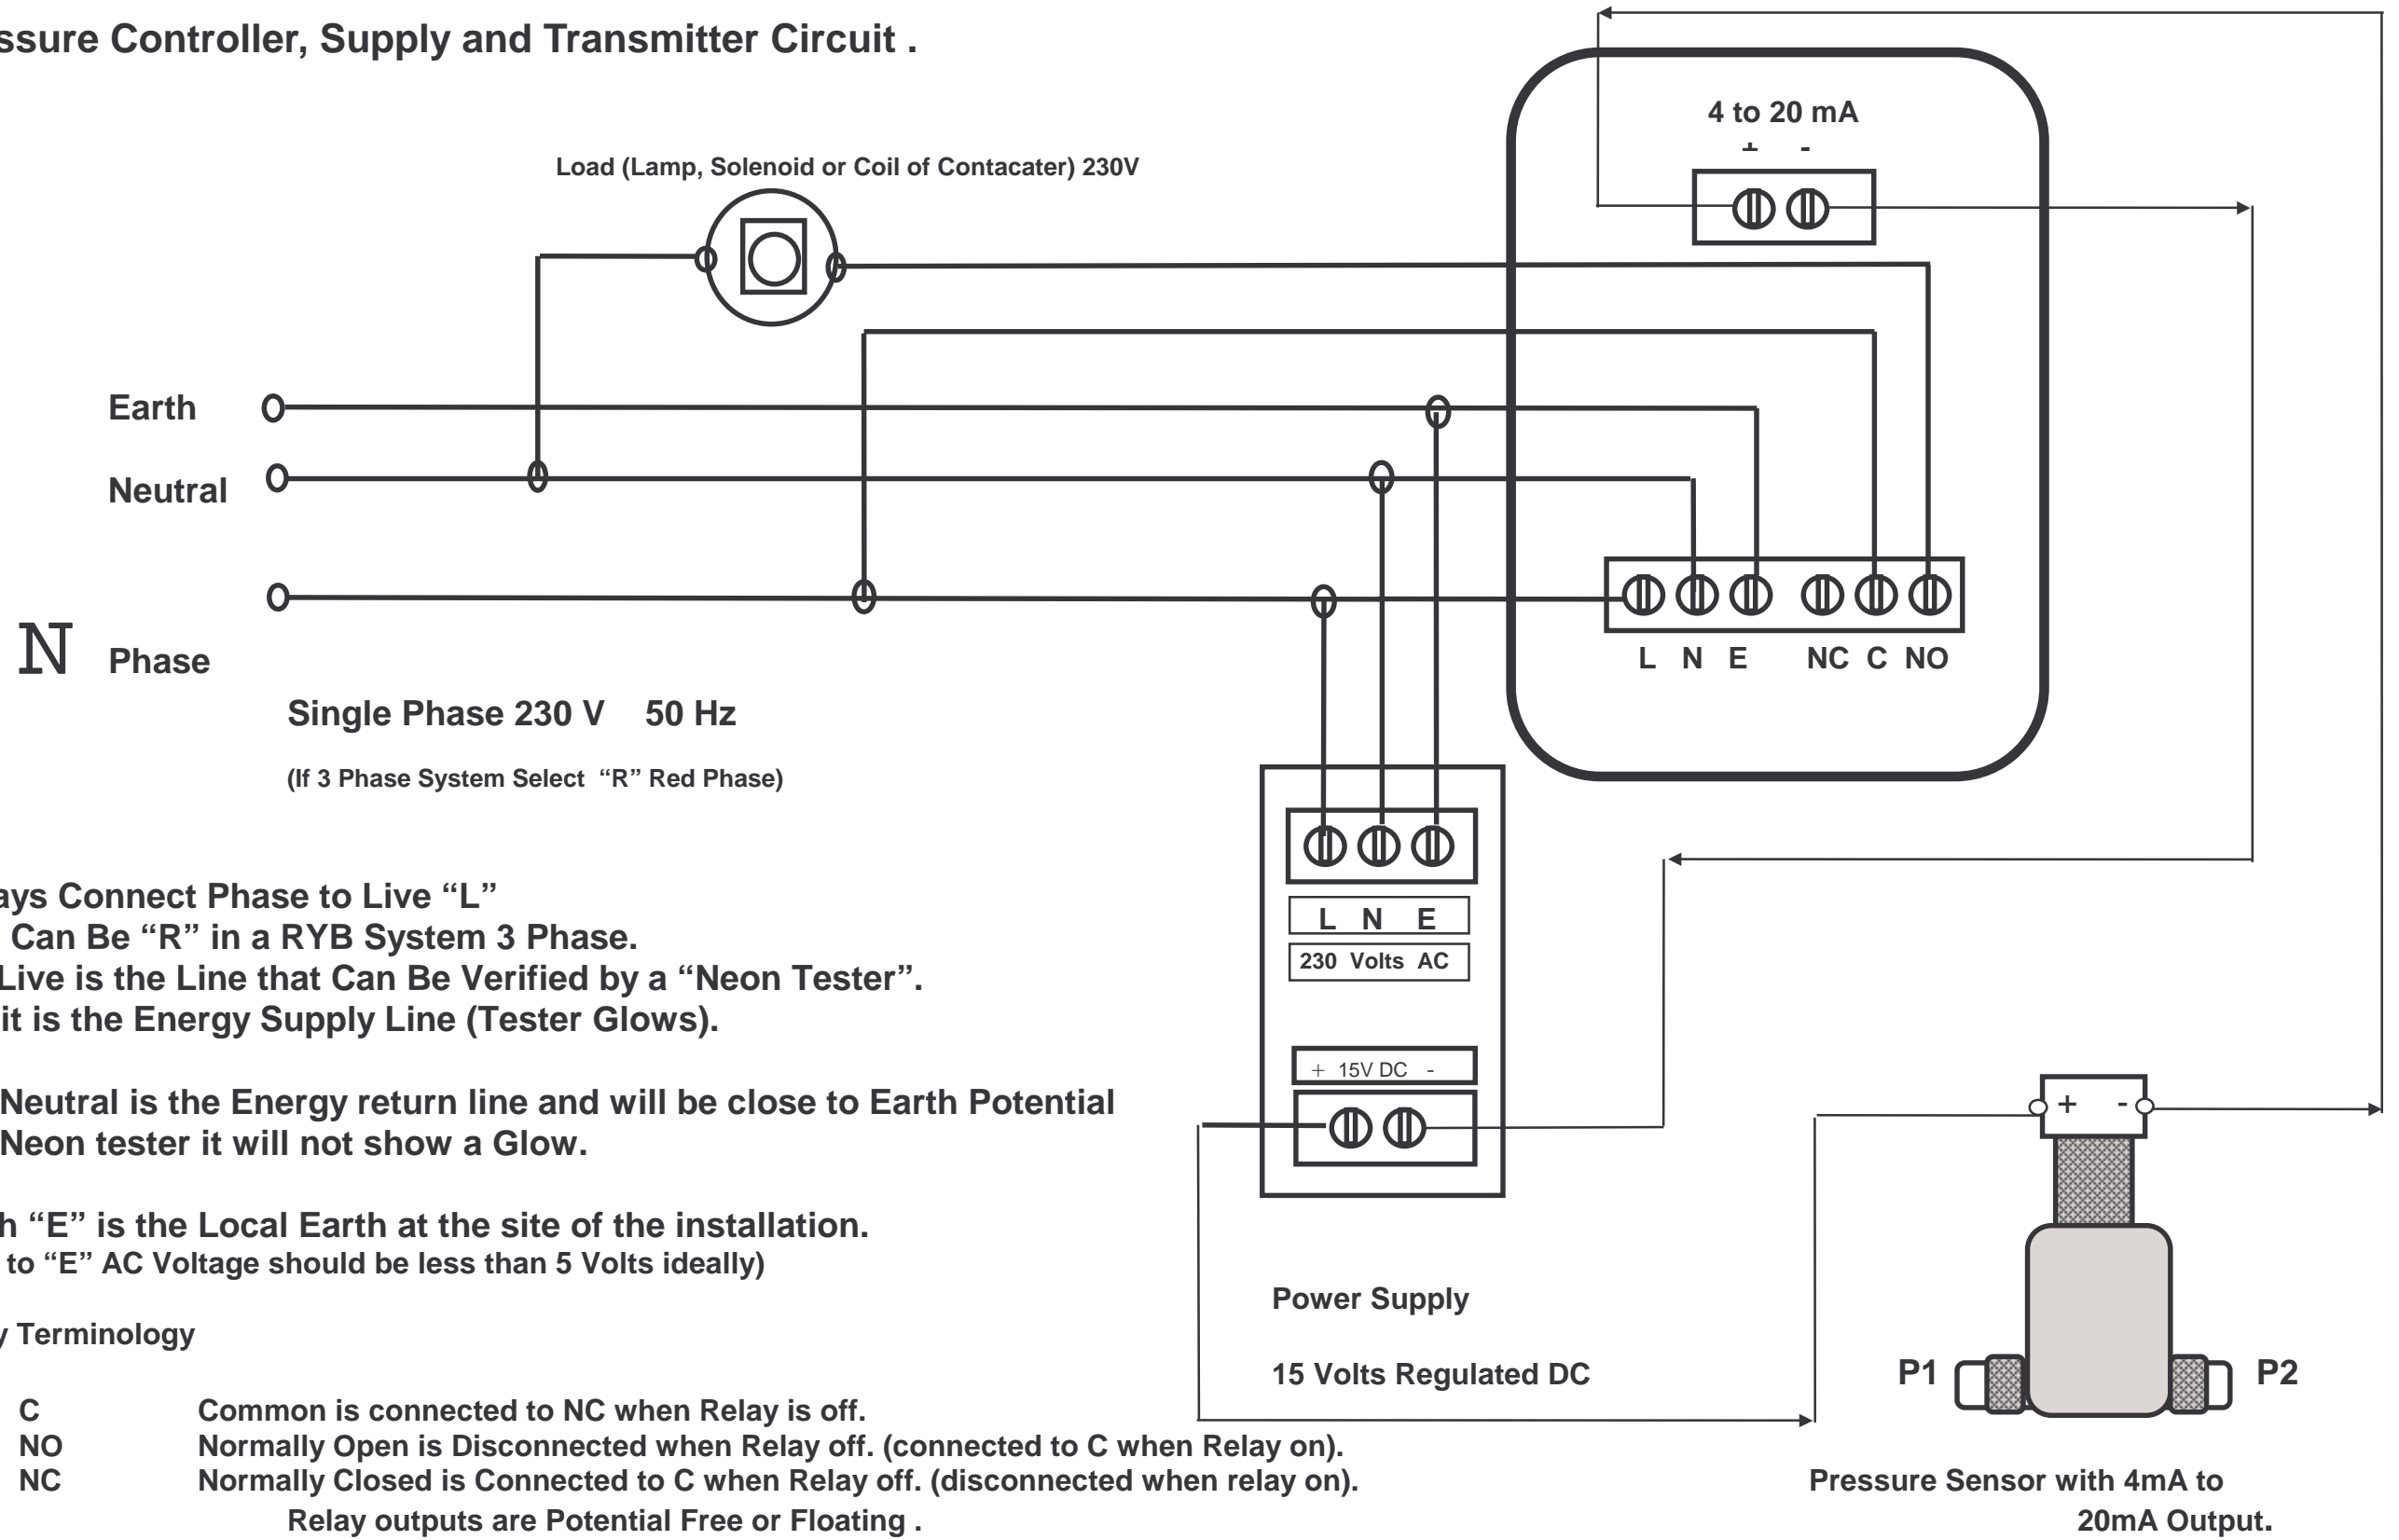 ssure Controller, Supply and Transmitter Circuit .
4 to 20 mA
+ -
Load (Lamp, Solenoid or Coil of Contacater) 230V
Earth
Neutral
N Phase
L N E NC C NO
Single Phase 230 V 50 Hz
(If 3 Phase System Select “R” Red Phase)
ays Connect Phase to Live “L”
Can Be “R” in a RYB System 3 Phase.
Live is the Line that Can Be Verified by a “Neon Tester”.
it is the Energy Supply Line (Tester Glows).
Neutral is the Energy return line and will be close to Earth Potential
Neon tester it will not show a Glow.
h “E” is the Local Earth at the site of the installation.
to “E” AC Voltage should be less than 5 Volts ideally)
L N E
230 Volts AC
+ 15V DC -
+ -
Power Supply
15 Volts Regulated DC
P1 P2
y Terminology
C Common is connected to NC when Relay is off.
NO Normally Open is Disconnected when Relay off. (connected to C when Relay on).
NC Normally Closed is Connected to C when Relay off. (disconnected when relay on).
Relay outputs are Potential Free or Floating .
Pressure Sensor with 4mA to
20mA Output.